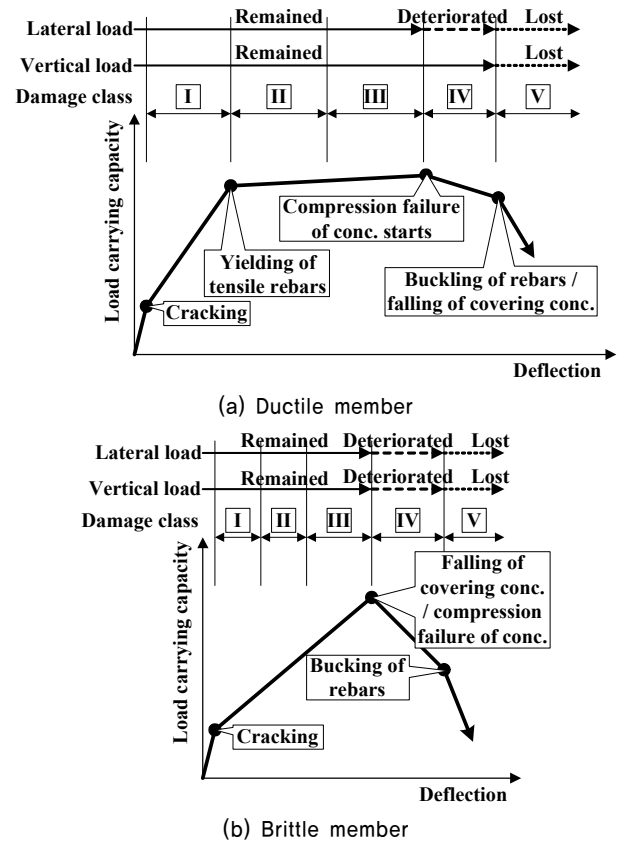 Remained Deteriorated Lost
Lateral load
Remained Lost
Vertical load
Damage class I II III IV V
Load carrying capacity
Compression failure
of conc. starts
Yielding of
tensile rebars
Buckling of rebars /
falling of covering conc.
Cracking
Deflection
(a) Ductile member
Remained Deteriorated Lost
Lateral load
Remained Deteriorated Lost
Vertical load
Damage class I II III IV V
Load carrying capacity
Falling of
covering conc.
/ compression
failure of conc.
Bucking of
rebars
Cracking
Deflection
(b) Brittle member